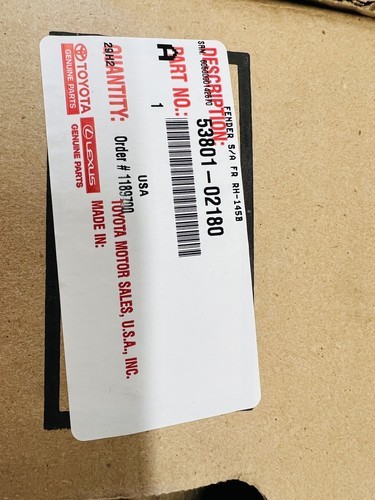 DESCRIPTION:
FENDER S/A FR RH-145B
PART NO.:
53801-02180
A
1
QUANTITY:
29H2
Order # 1189700
USA
TOYOTA
GENUINE PARTS
LEXUS
GENUINE PARTS
MADE IN:
TOYOTA MOTOR SALES, U.S.A., INC.